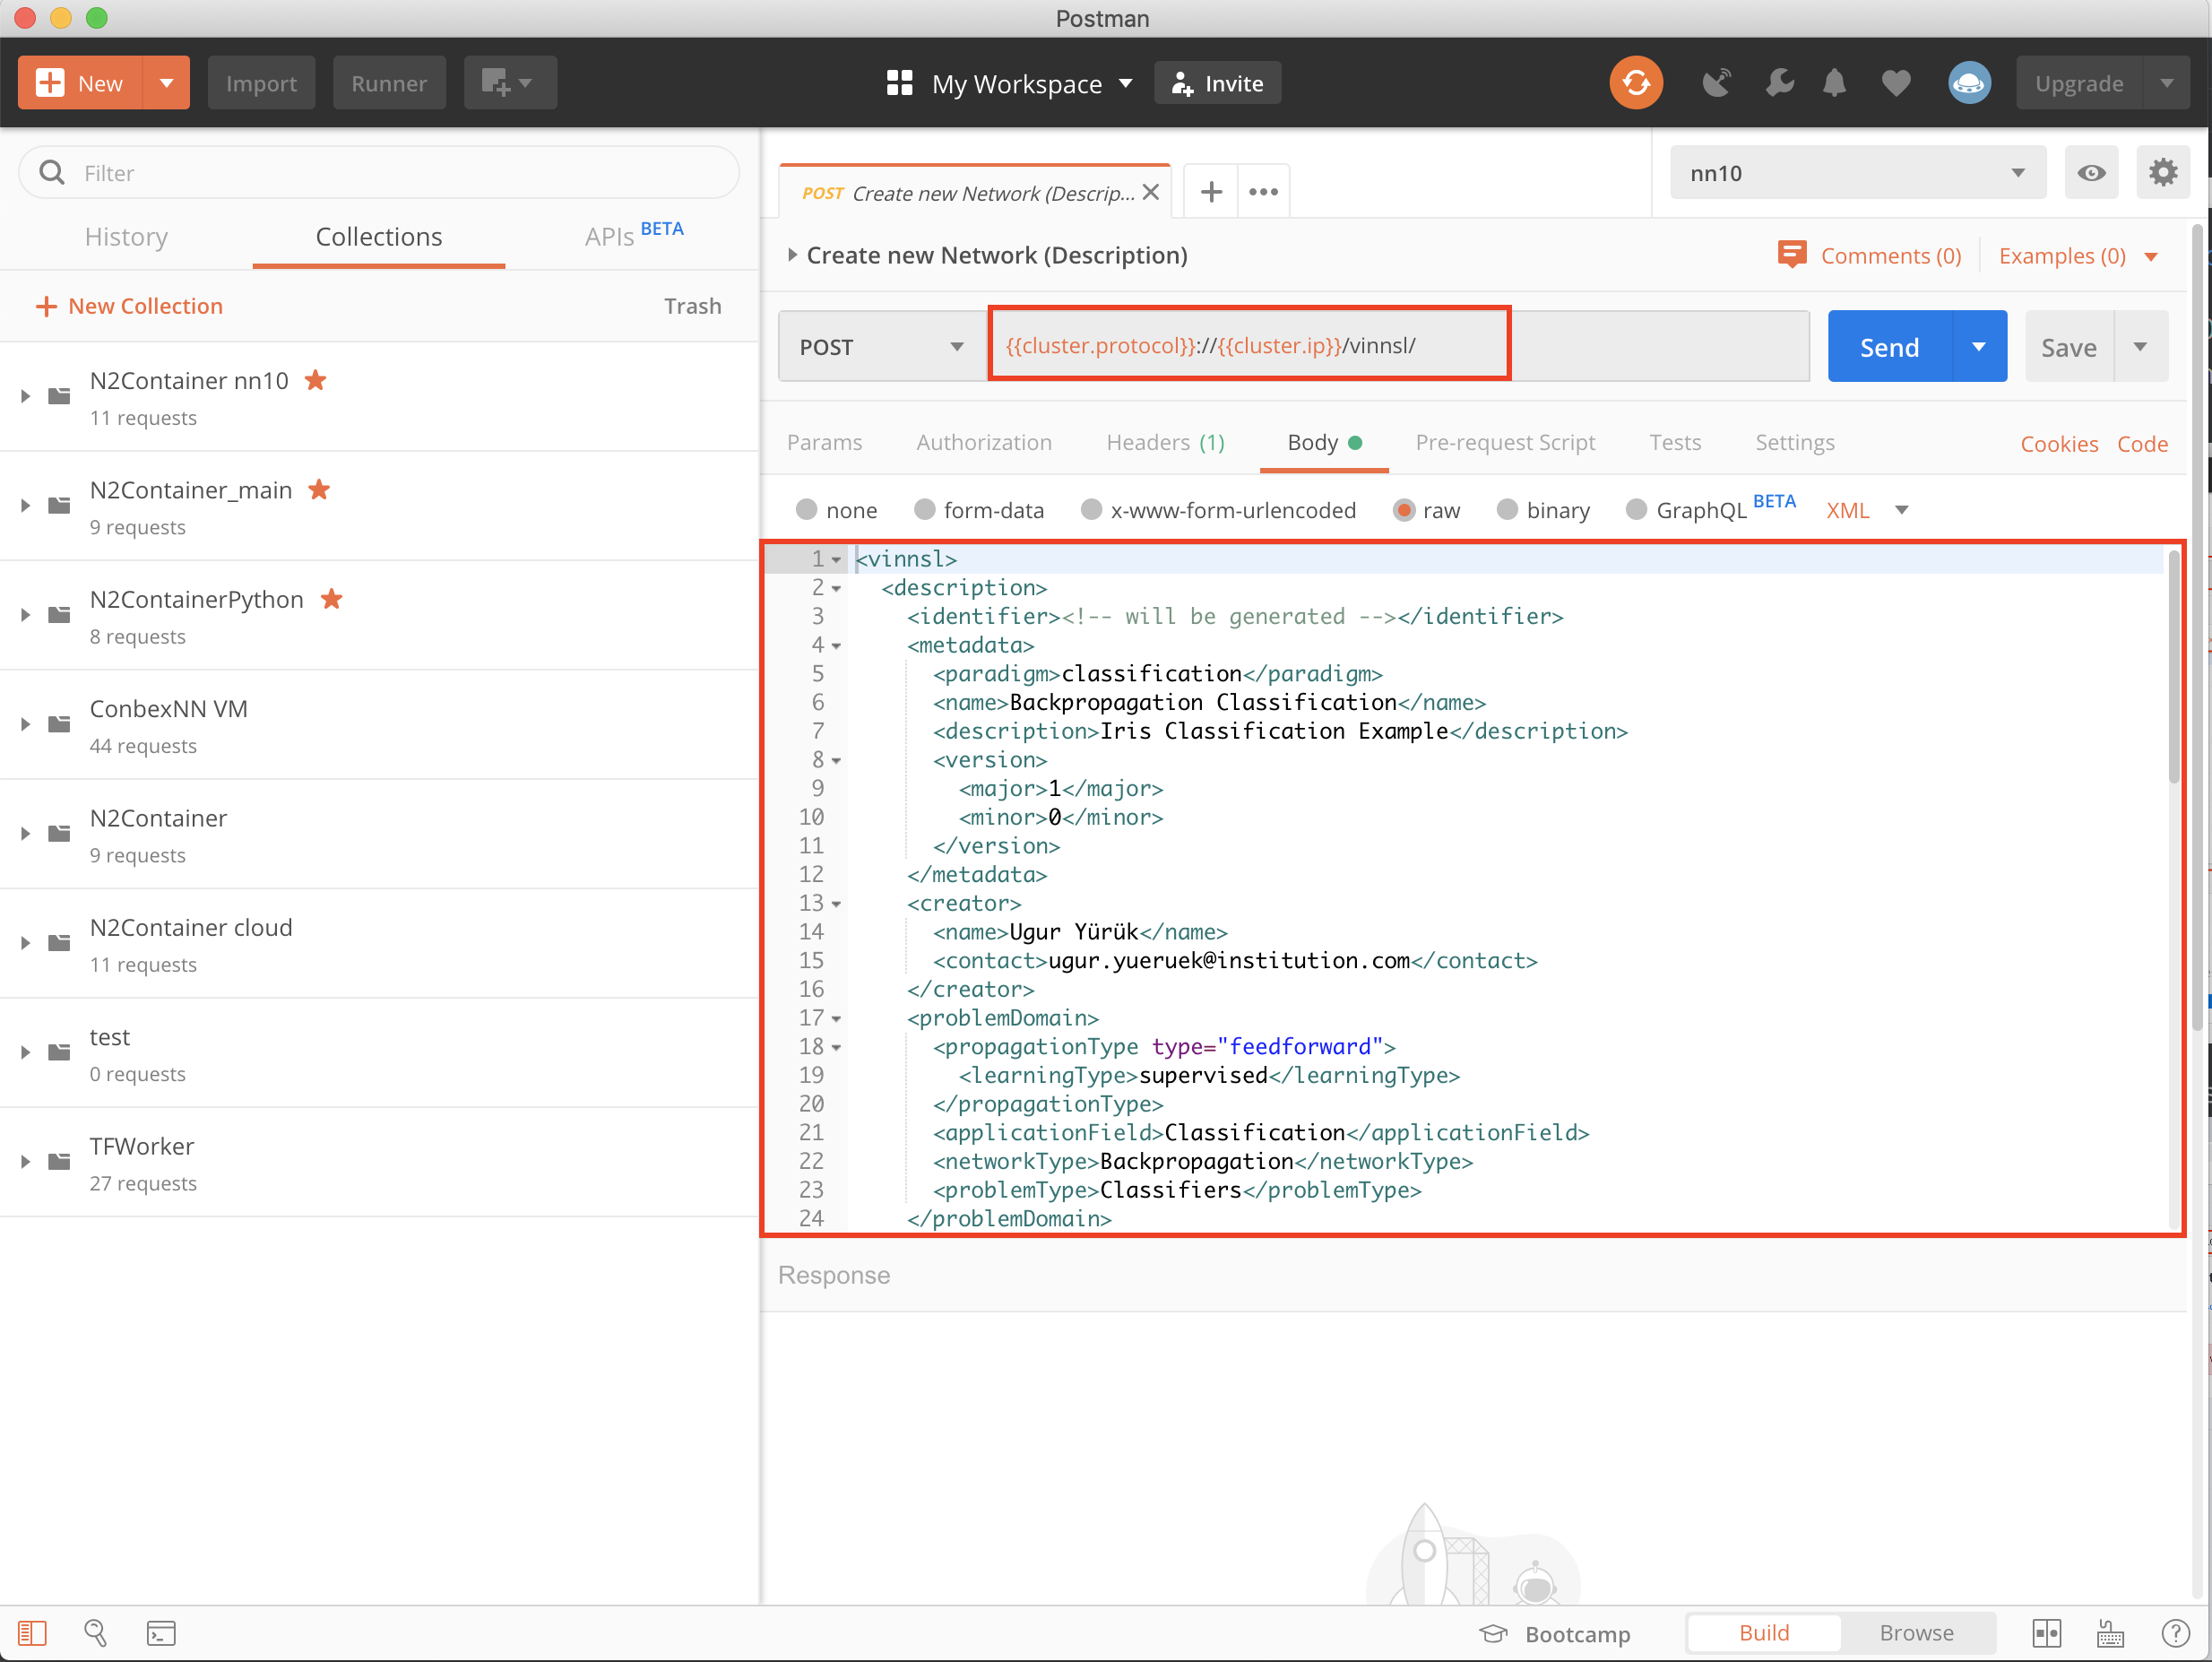 Postman
New
Import
Runner
My Workspace
Invite
Upgrade
Filter
History
Collections
APIs BETA
New Collection
Trash
N2Container nn10
11 requests
N2Container_main
9 requests
N2ContainerPython
8 requests
ConbexNN VM
44 requests
N2Container
9 requests
N2Container cloud
11 requests
test
0 requests
TFWorker
27 requests
POST Create new Network (Descrip...
nn10
Create new Network (Description)
Comments (0)
Examples (0)
POST
{{cluster.protocol}}://{{cluster.ip}}/vinnsl/
Send
Save
Params
Authorization
Headers (1)
Body
Pre-request Script
Tests
Settings
Cookies
Code
none
form-data
x-www-form-urlencoded
raw
binary
GraphQL BETA
XML
1 <vinnsl>
2 <description>
3 <identifier><!-- will be generated --></identifier>
4 <metadata>
5 <paradigm>classification</paradigm>
6 <name>Backpropagation Classification</name>
7 <description>Iris Classification Example</description>
8 <version>
9 <major>1</major>
10 <minor>0</minor>
11 </version>
12 </metadata>
13 <creator>
14 <name>Ugur Yürük</name>
15 <contact>ugur.yueruek@institution.com</contact>
16 </creator>
17 <problemDomain>
18 <propagationType type="feedforward">
19 <learningType>supervised</learningType>
20 </propagationType>
21 <applicationField>Classification</applicationField>
22 <networkType>Backpropagation</networkType>
23 <problemType>Classifiers</problemType>
24 </problemDomain>
Response
Bootcamp
Build
Browse